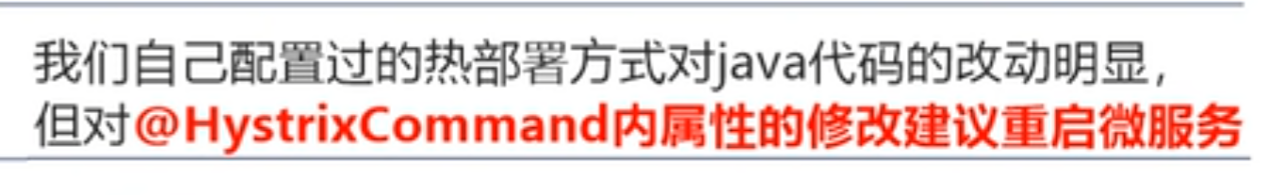 我们自己配置过的热部署方式对java代码的改动明显，
但对@HystrixCommand内属性的修改建议重启微服务